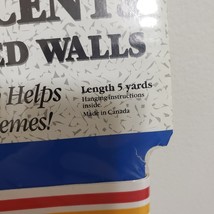 CENTS
ED WALLS
Helps
emes!
Length 5 yards
Hanging instructions
inside.
Made in Canada